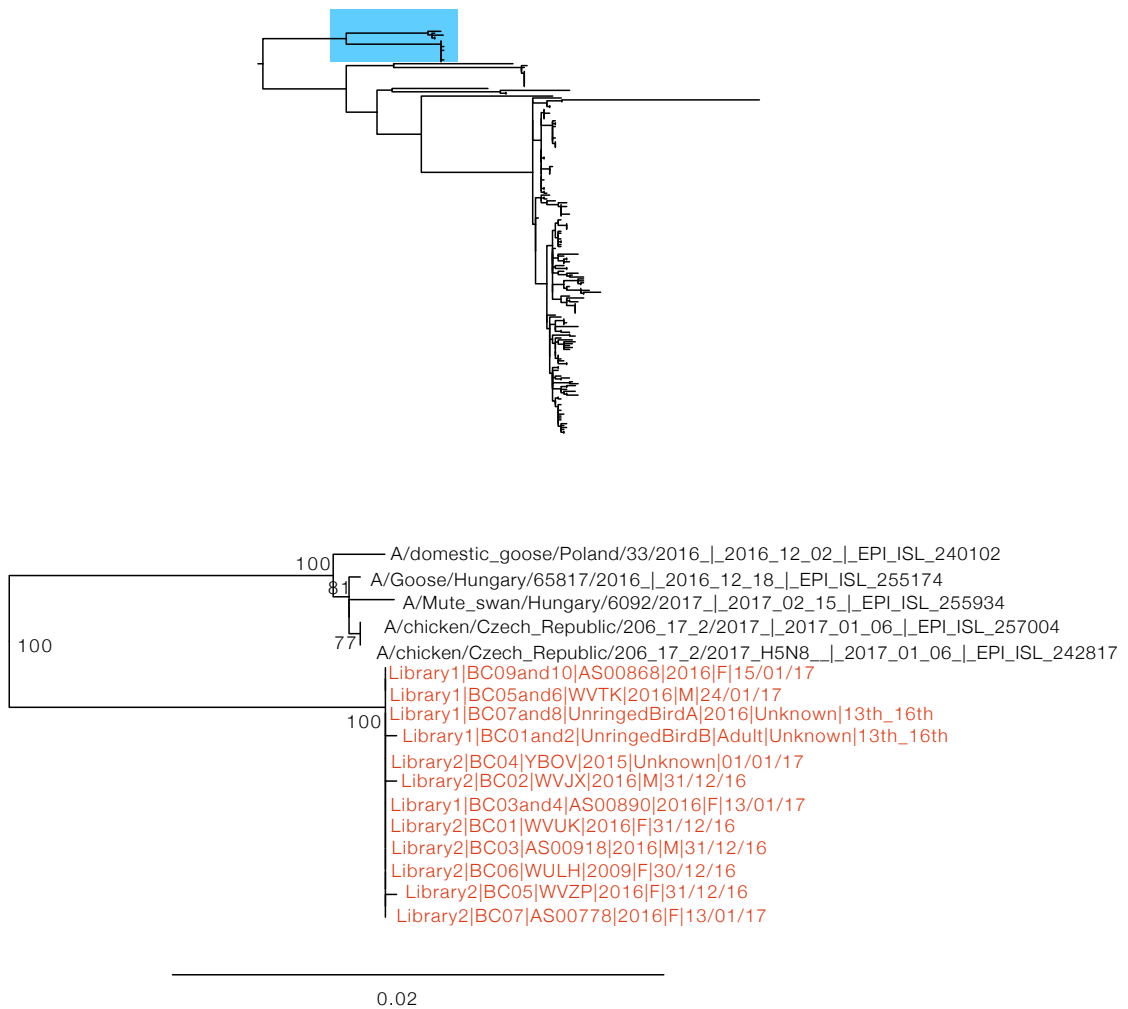 A/domestic_goose/Poland/33/2016_|_2016_12_02_|_EPI_ISL_240102
100
A/Goose/Hungary/65817/2016_|_2016_12_18_|_EPI_ISL_255174
81
A/Mute_swan/Hungary/6092/2017_|_2017_02_15_|_EPI_ISL_255934
A/chicken/Czech_Republic/206_17_2/2017_|_2017_01_06_|_EPI_ISL_257004
77
100
A/chicken/Czech_Republic/206_17_2/2017_H5N8__|_2017_01_06_|_EPI_ISL_242817
Library1|BC09and10|AS00868|2016|F|15/01/17
Library1|BC05and6|WVTK|2016|M|24/01/17
Library1|BC07and8|UnringedBirdA|2016|Unknown|13th_16th
100
Library1|BC01and2|UnringedBirdB|Adult|Unknown|13th_16th
Library2|BC04|YBOV|2015|Unknown|01/01/17
Library2|BC02|WVJX|2016|M|31/12/16
Library1|BC03and4|AS00890|2016|F|13/01/17
Library2|BC01|WVUK|2016|F|31/12/16
Library2|BC03|AS00918|2016|M|31/12/16
Library2|BC06|WULH|2009|F|30/12/16
Library2|BC05|WVZP|2016|F|31/12/16
Library2|BC07|AS00778|2016|F|13/01/17
0.02